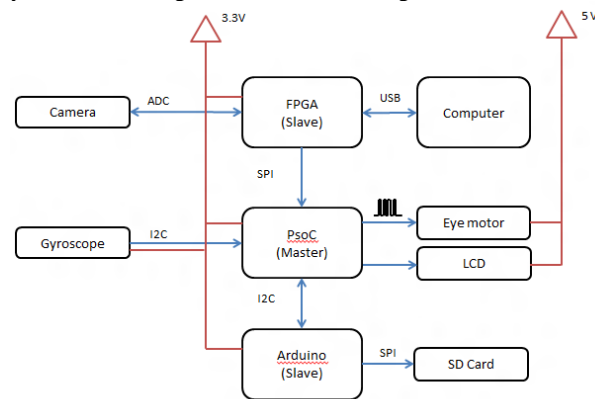 3.3V
5 V
Camera
ADC
FPGA
(Slave)
USB
Computer
SPI
Gyroscope
I2C
PsoC
(Master)
Eye motor
LCD
I2C
Arduino
(Slave)
SPI
SD Card